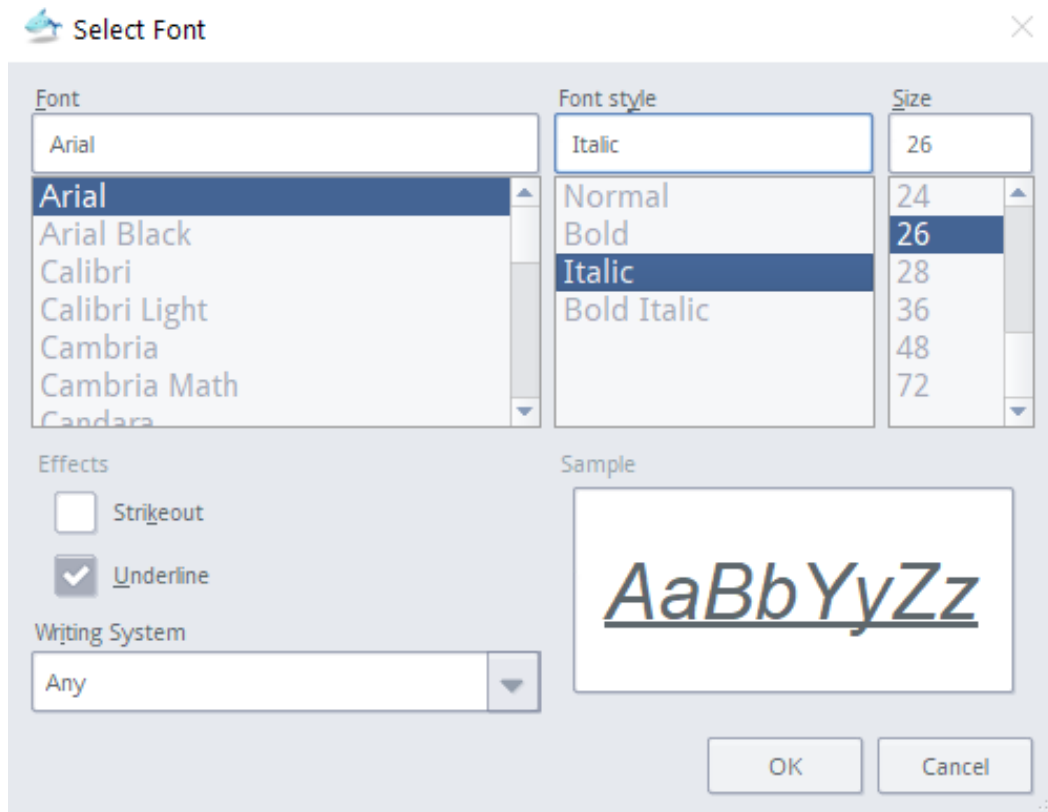 Select Font
Font Font style Size
Arial Italic 26
Arial Normal 24
Arial Black Bold 26
Calibri Italic 28
Calibri Light Bold Italic 36
Cambria 48
Cambria Math 72
Candara
Effects Sample
Strikeout
Underline
AaBbYyZz
Writing System
Any
OK Cancel